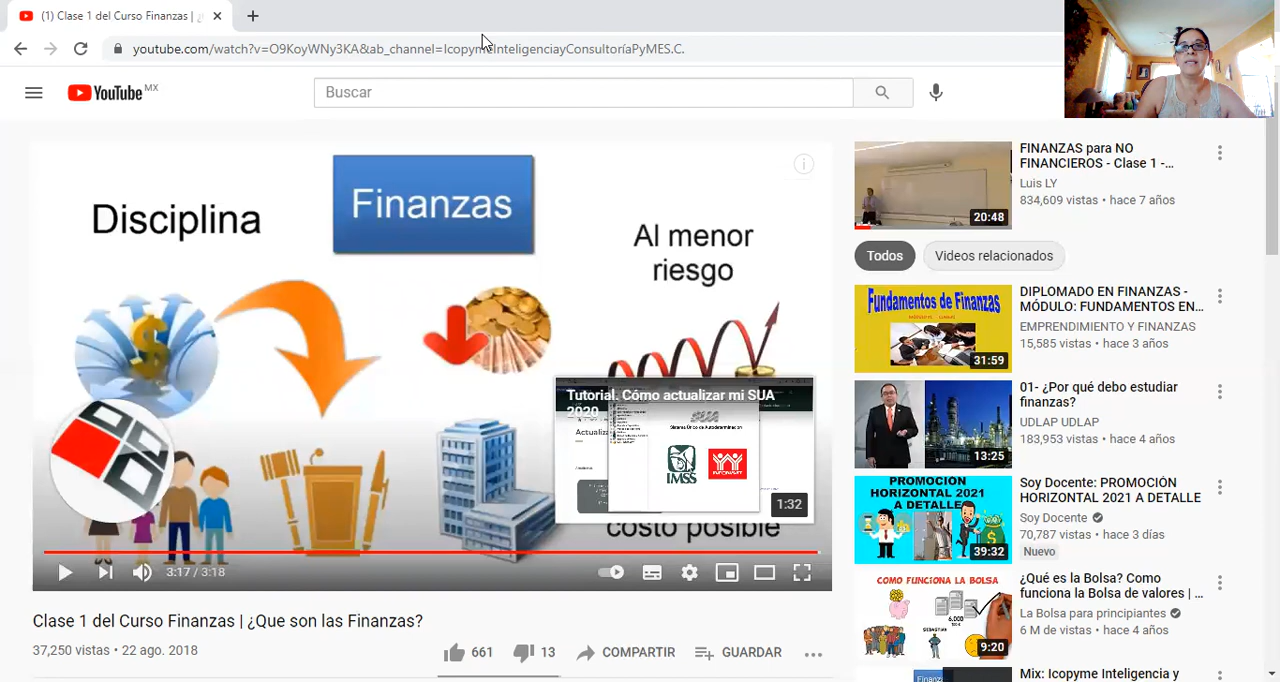 (1) Clase 1 del Curso Finanzas |
youtube.com/watch?v=O9KoyWNy3KA&ab_channel=IcopymeInteligenciayConsultoríaPyMES.C.
YouTube MX
Buscar
Disciplina
Finanzas
Al menor
riesgo
Tutorial. Cómo actualizar mi SUA
2020
SUA
Sistema Único de Autodeterminación
IMSS
INFONAVIT
1:32
costo posible
3:17 / 3:18
Clase 1 del Curso Finanzas | ¿Que son las Finanzas?
37,250 vistas • 22 ago. 2018
661
13
COMPARTIR
GUARDAR
FINANZAS para NO
FINANCIEROS - Clase 1 -...
Luis LY
834,609 vistas • hace 7 años
20:48
Todos
Videos relacionados
Fundamentos de Finanzas
31:59
DIPLOMADO EN FINANZAS -
MÓDULO: FUNDAMENTOS EN...
EMPRENDIMIENTO Y FINANZAS
15,585 vistas • hace 3 años
13:25
01- ¿Por qué debo estudiar
finanzas?
UDLAP UDLAP
183,953 vistas • hace 4 años
PROMOCION
HORIZONTAL 2021
A DETALLE
39:32
Soy Docente: PROMOCIÓN
HORIZONTAL 2021 A DETALLE
Soy Docente
70,787 vistas • hace 3 días
Nuevo
COMO FUNCIONA LA BOLSA
6.000
9:20
¿Qué es la Bolsa? Como
funciona la Bolsa de valores | ...
La Bolsa para principiantes
6 M de vistas • hace 4 años
Mix: Icopyme Inteligencia y